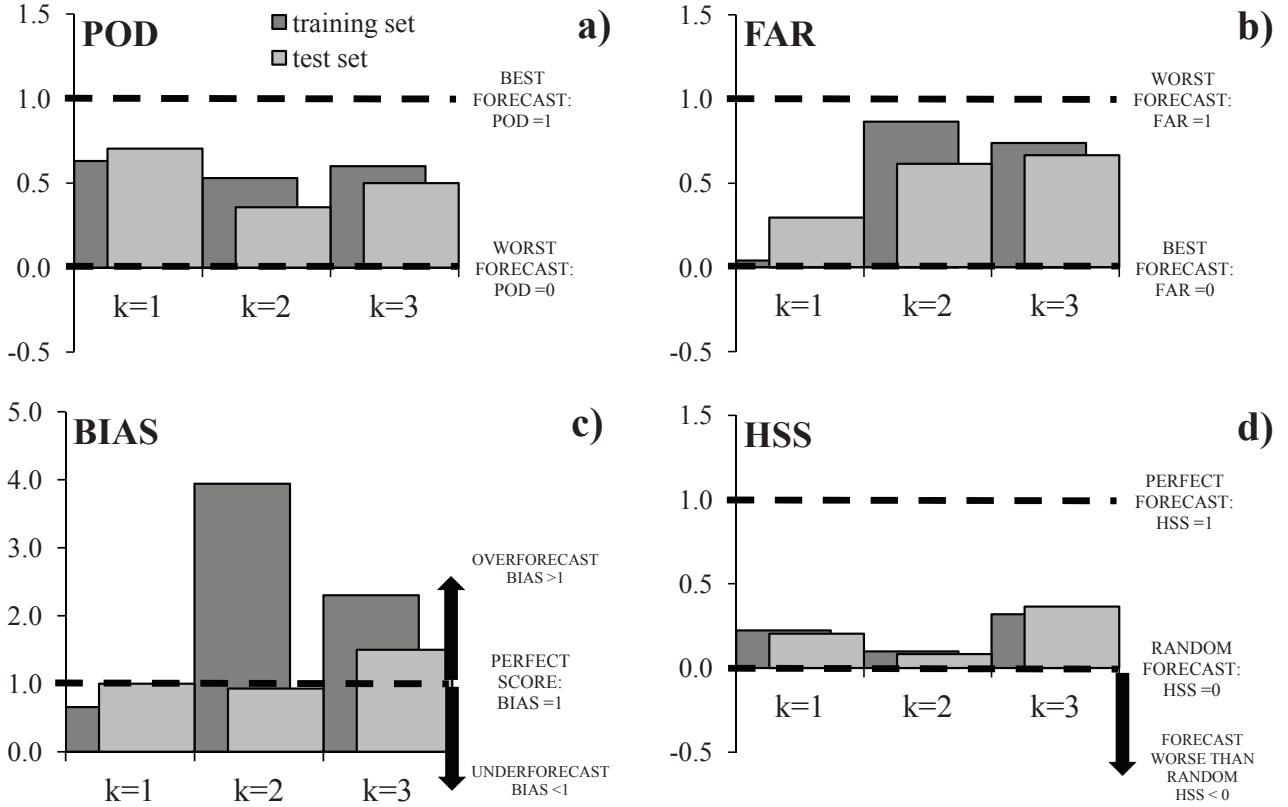 1.5
POD
training set
test set
a)
1.0
BEST
FORECAST:
POD =1
0.5
WORST
FORECAST:
POD =0
0.0
k=1
k=2
k=3
-0.5
1.5
FAR
b)
1.0
WORST
FORECAST:
FAR =1
0.5
BEST
FORECAST:
FAR =0
0.0
k=1
k=2
k=3
-0.5
5.0
BIAS
c)
4.0
3.0
OVERFORECAST
BIAS >1
2.0
PERFECT
SCORE:
BIAS =1
1.0
0.0
k=1
k=2
k=3
UNDERFORECAST
BIAS <1
1.5
HSS
d)
1.0
PERFECT
FORECAST:
HSS =1
0.5
RANDOM
FORECAST:
HSS =0
0.0
k=1
k=2
k=3
-0.5
FORECAST
WORSE THAN
RANDOM
HSS < 0